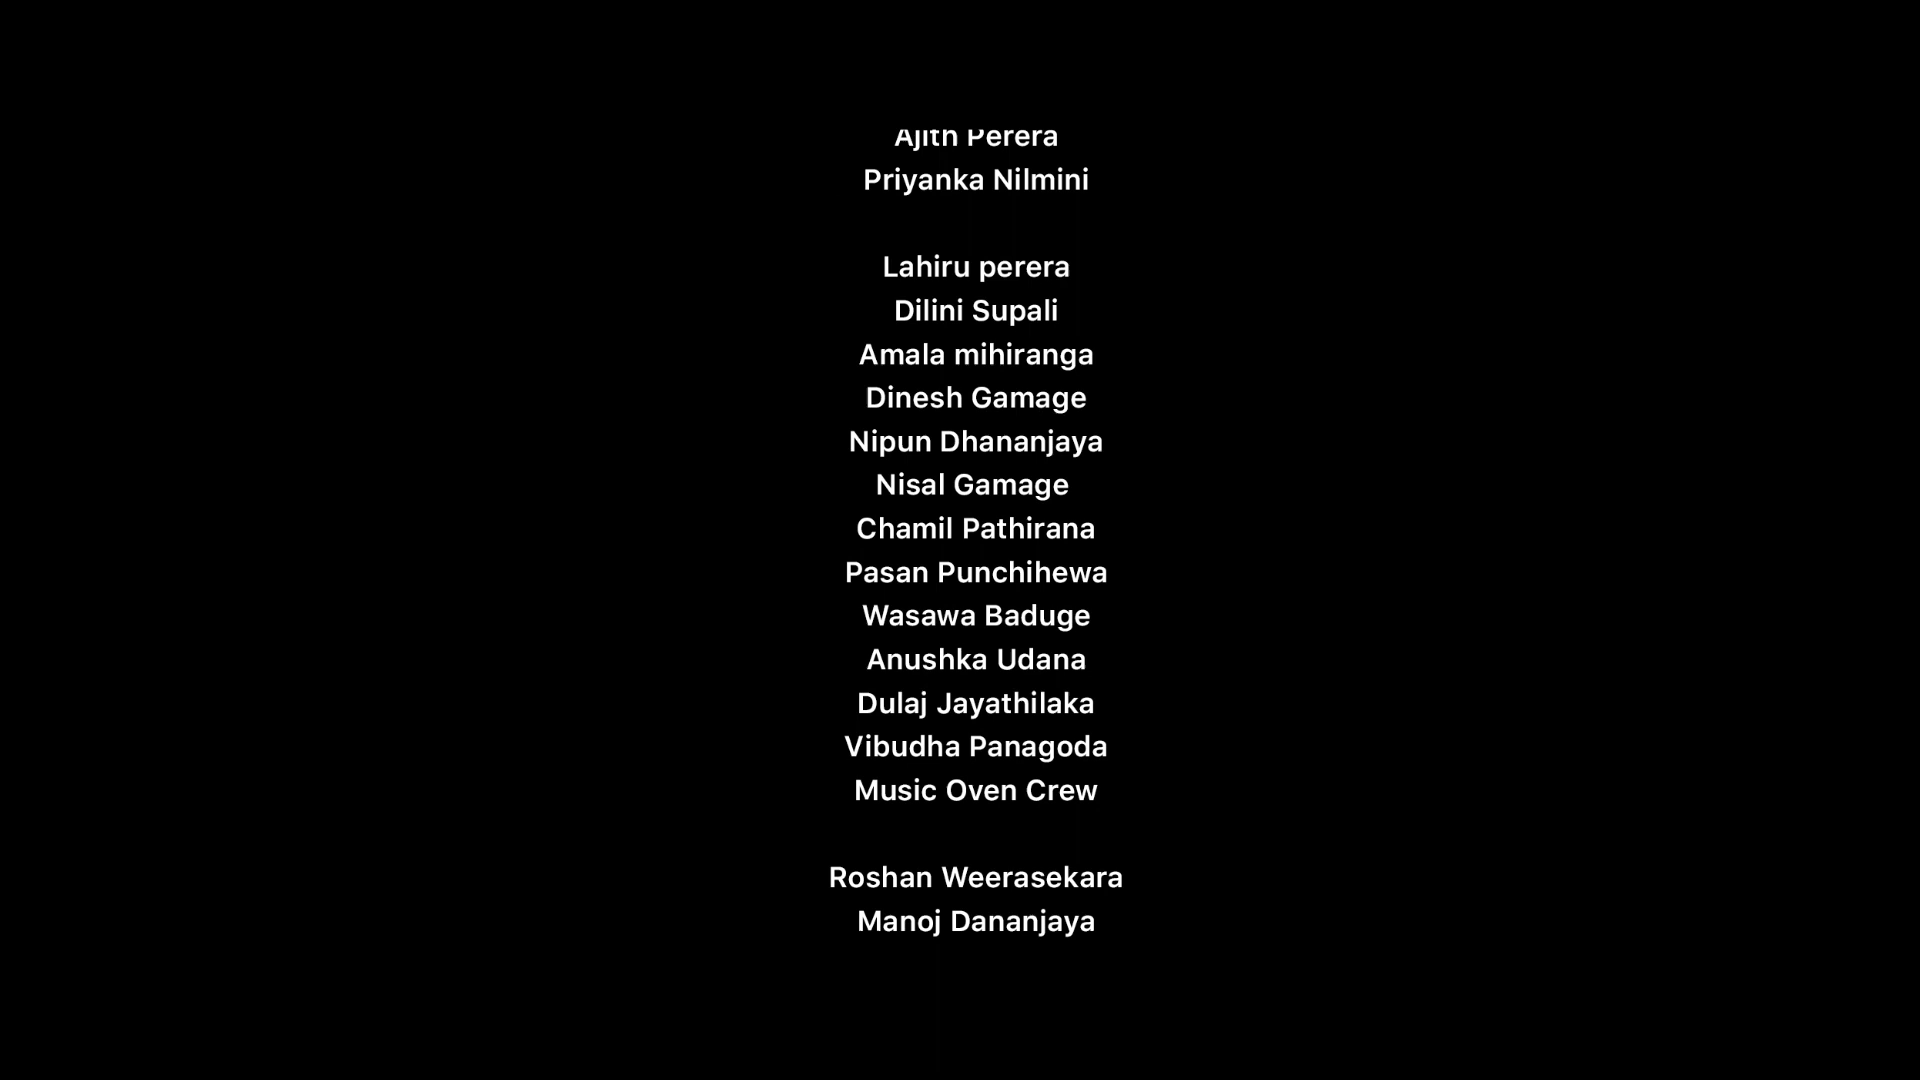 Ajith Perera
Priyanka Nilmini
Lahiru perera
Dilini Supali
Amala mihiranga
Dinesh Gamage
Nipun Dhananjaya
Nisal Gamage
Chamil Pathirana
Pasan Punchihewa
Wasawa Baduge
Anushka Udana
Dulaj Jayathilaka
Vibudha Panagoda
Music Oven Crew
Roshan Weerasekara
Manoj Dananjaya